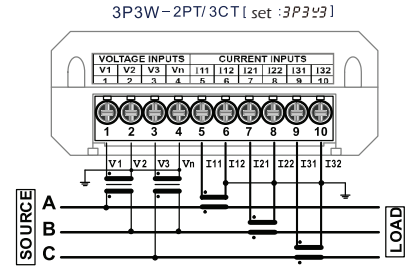 3P3W-2PT/3CT [ set :3P3Y3]
VOLTAGE INPUTS CURRENT INPUTS
V1 V2 V3 Vn I11 I12 I21 I22 I31 I32
1 2 3 4 5 6 7 8 9 10
1 2 3 4 5 6 7 8 9 10
V1 V2 V3 Vn I11 I12 I21 I22 I31 I32
SOURCE
A
B
C
LOAD